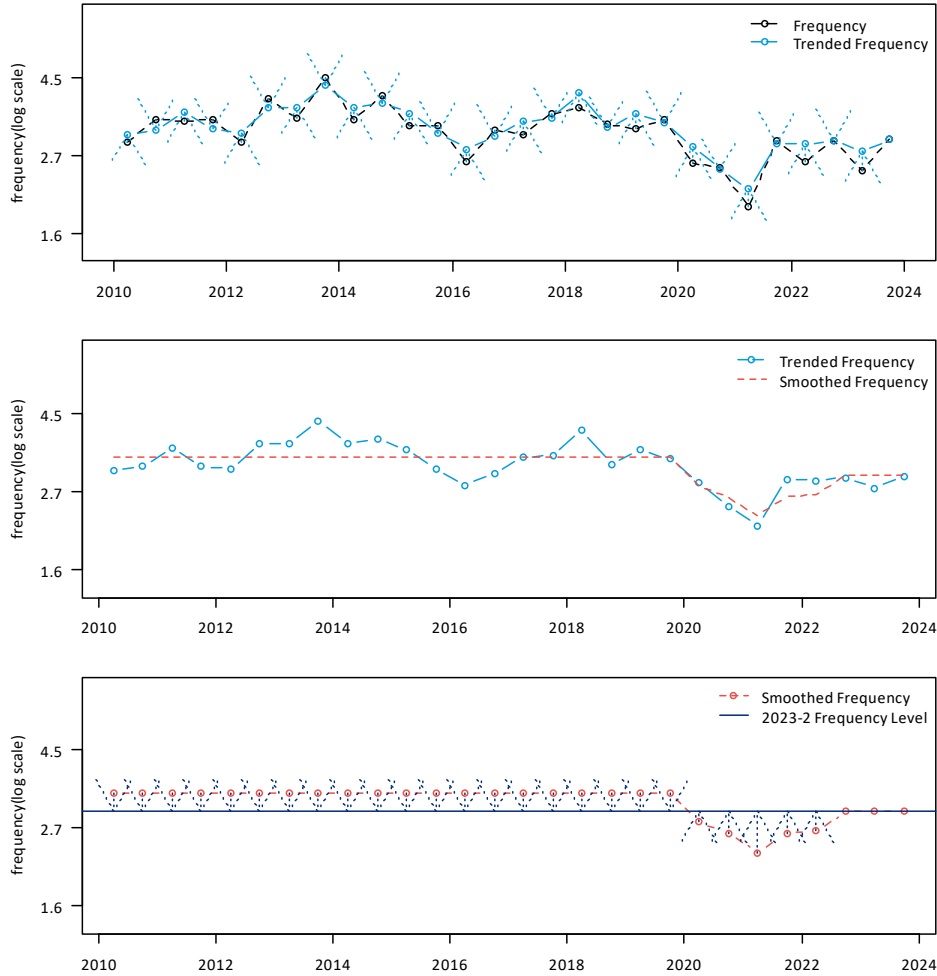 Frequency
Trended Frequency
frequency(log scale)
4.5
2.7
1.6
2010 2012 2014 2016 2018 2020 2022 2024
Trended Frequency
Smoothed Frequency
frequency(log scale)
4.5
2.7
1.6
2010 2012 2014 2016 2018 2020 2022 2024
Smoothed Frequency
2023-2 Frequency Level
frequency(log scale)
4.5
2.7
1.6
2010 2012 2014 2016 2018 2020 2022 2024